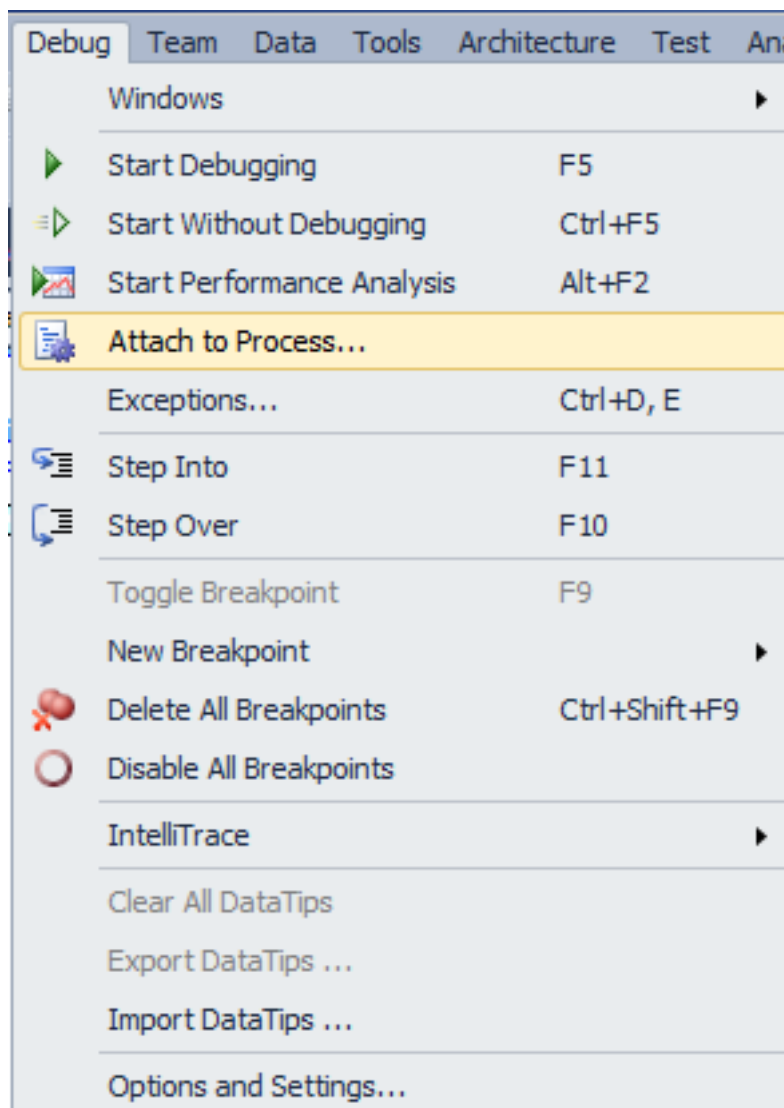 Debug Team Data Tools Architecture Test
Windows
Start Debugging F5
Start Without Debugging Ctrl+F5
Start Performance Analysis Alt+F2
Attach to Process...
Exceptions... Ctrl+D, E
Step Into F11
Step Over F10
Toggle Breakpoint F9
New Breakpoint
Delete All Breakpoints Ctrl+Shift+F9
Disable All Breakpoints
IntelliTrace
Clear All DataTips
Export DataTips ...
Import DataTips ...
Options and Settings...